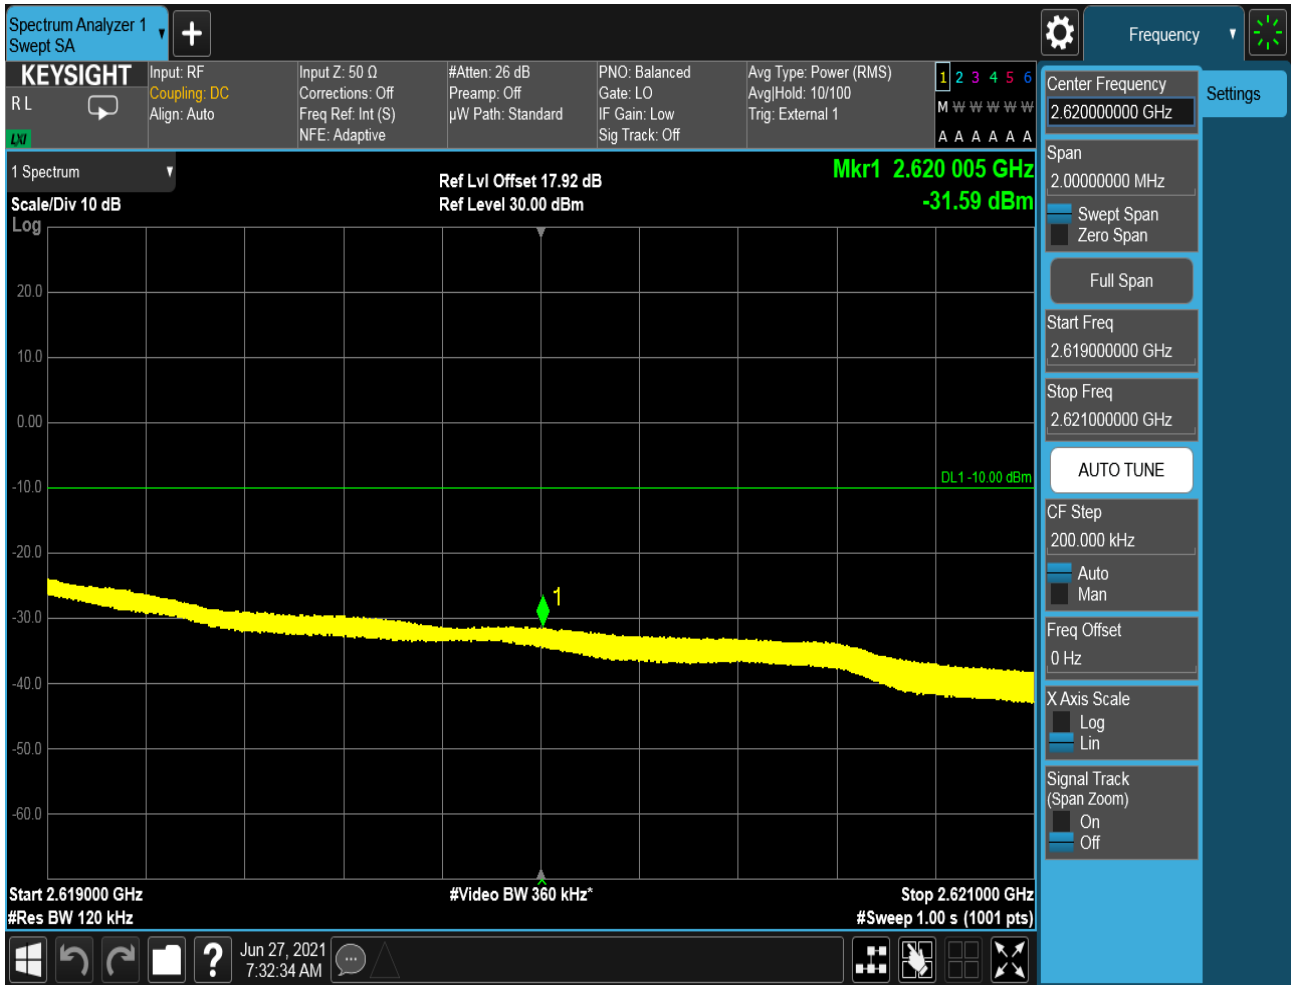 Spectrum Analyzer 1
Swept SA
Frequency
KEYSIGHT
R L
LXI
Input: RF
Coupling: DC
Align: Auto
Input Z: 50 Ω
Corrections: Off
Freq Ref: Int (S)
NFE: Adaptive
#Atten: 26 dB
Preamp: Off
µW Path: Standard
PNO: Balanced
Gate: LO
IF Gain: Low
Sig Track: Off
Avg Type: Power (RMS)
Avg|Hold: 10/100
Trig: External 1
1 2 3 4 5 6
M W W W W W
A A A A A A
1 Spectrum
Scale/Div 10 dB
Log
Ref Lvl Offset 17.92 dB
Ref Level 30.00 dBm
Mkr1 2.620 005 GHz
-31.59 dBm
20.0
10.0
0.00
-10.0
-20.0
-30.0
-40.0
-50.0
-60.0
DL1 -10.00 dBm
1
Start 2.619000 GHz
#Res BW 120 kHz
#Video BW 360 kHz*
Stop 2.621000 GHz
#Sweep 1.00 s (1001 pts)
Center Frequency
2.620000000 GHz
Settings
Span
2.00000000 MHz
Swept Span
Zero Span
Full Span
Start Freq
2.619000000 GHz
Stop Freq
2.621000000 GHz
AUTO TUNE
CF Step
200.000 kHz
Auto
Man
Freq Offset
0 Hz
X Axis Scale
Log
Lin
Signal Track
(Span Zoom)
On
Off
?
Jun 27, 2021
7:32:34 AM